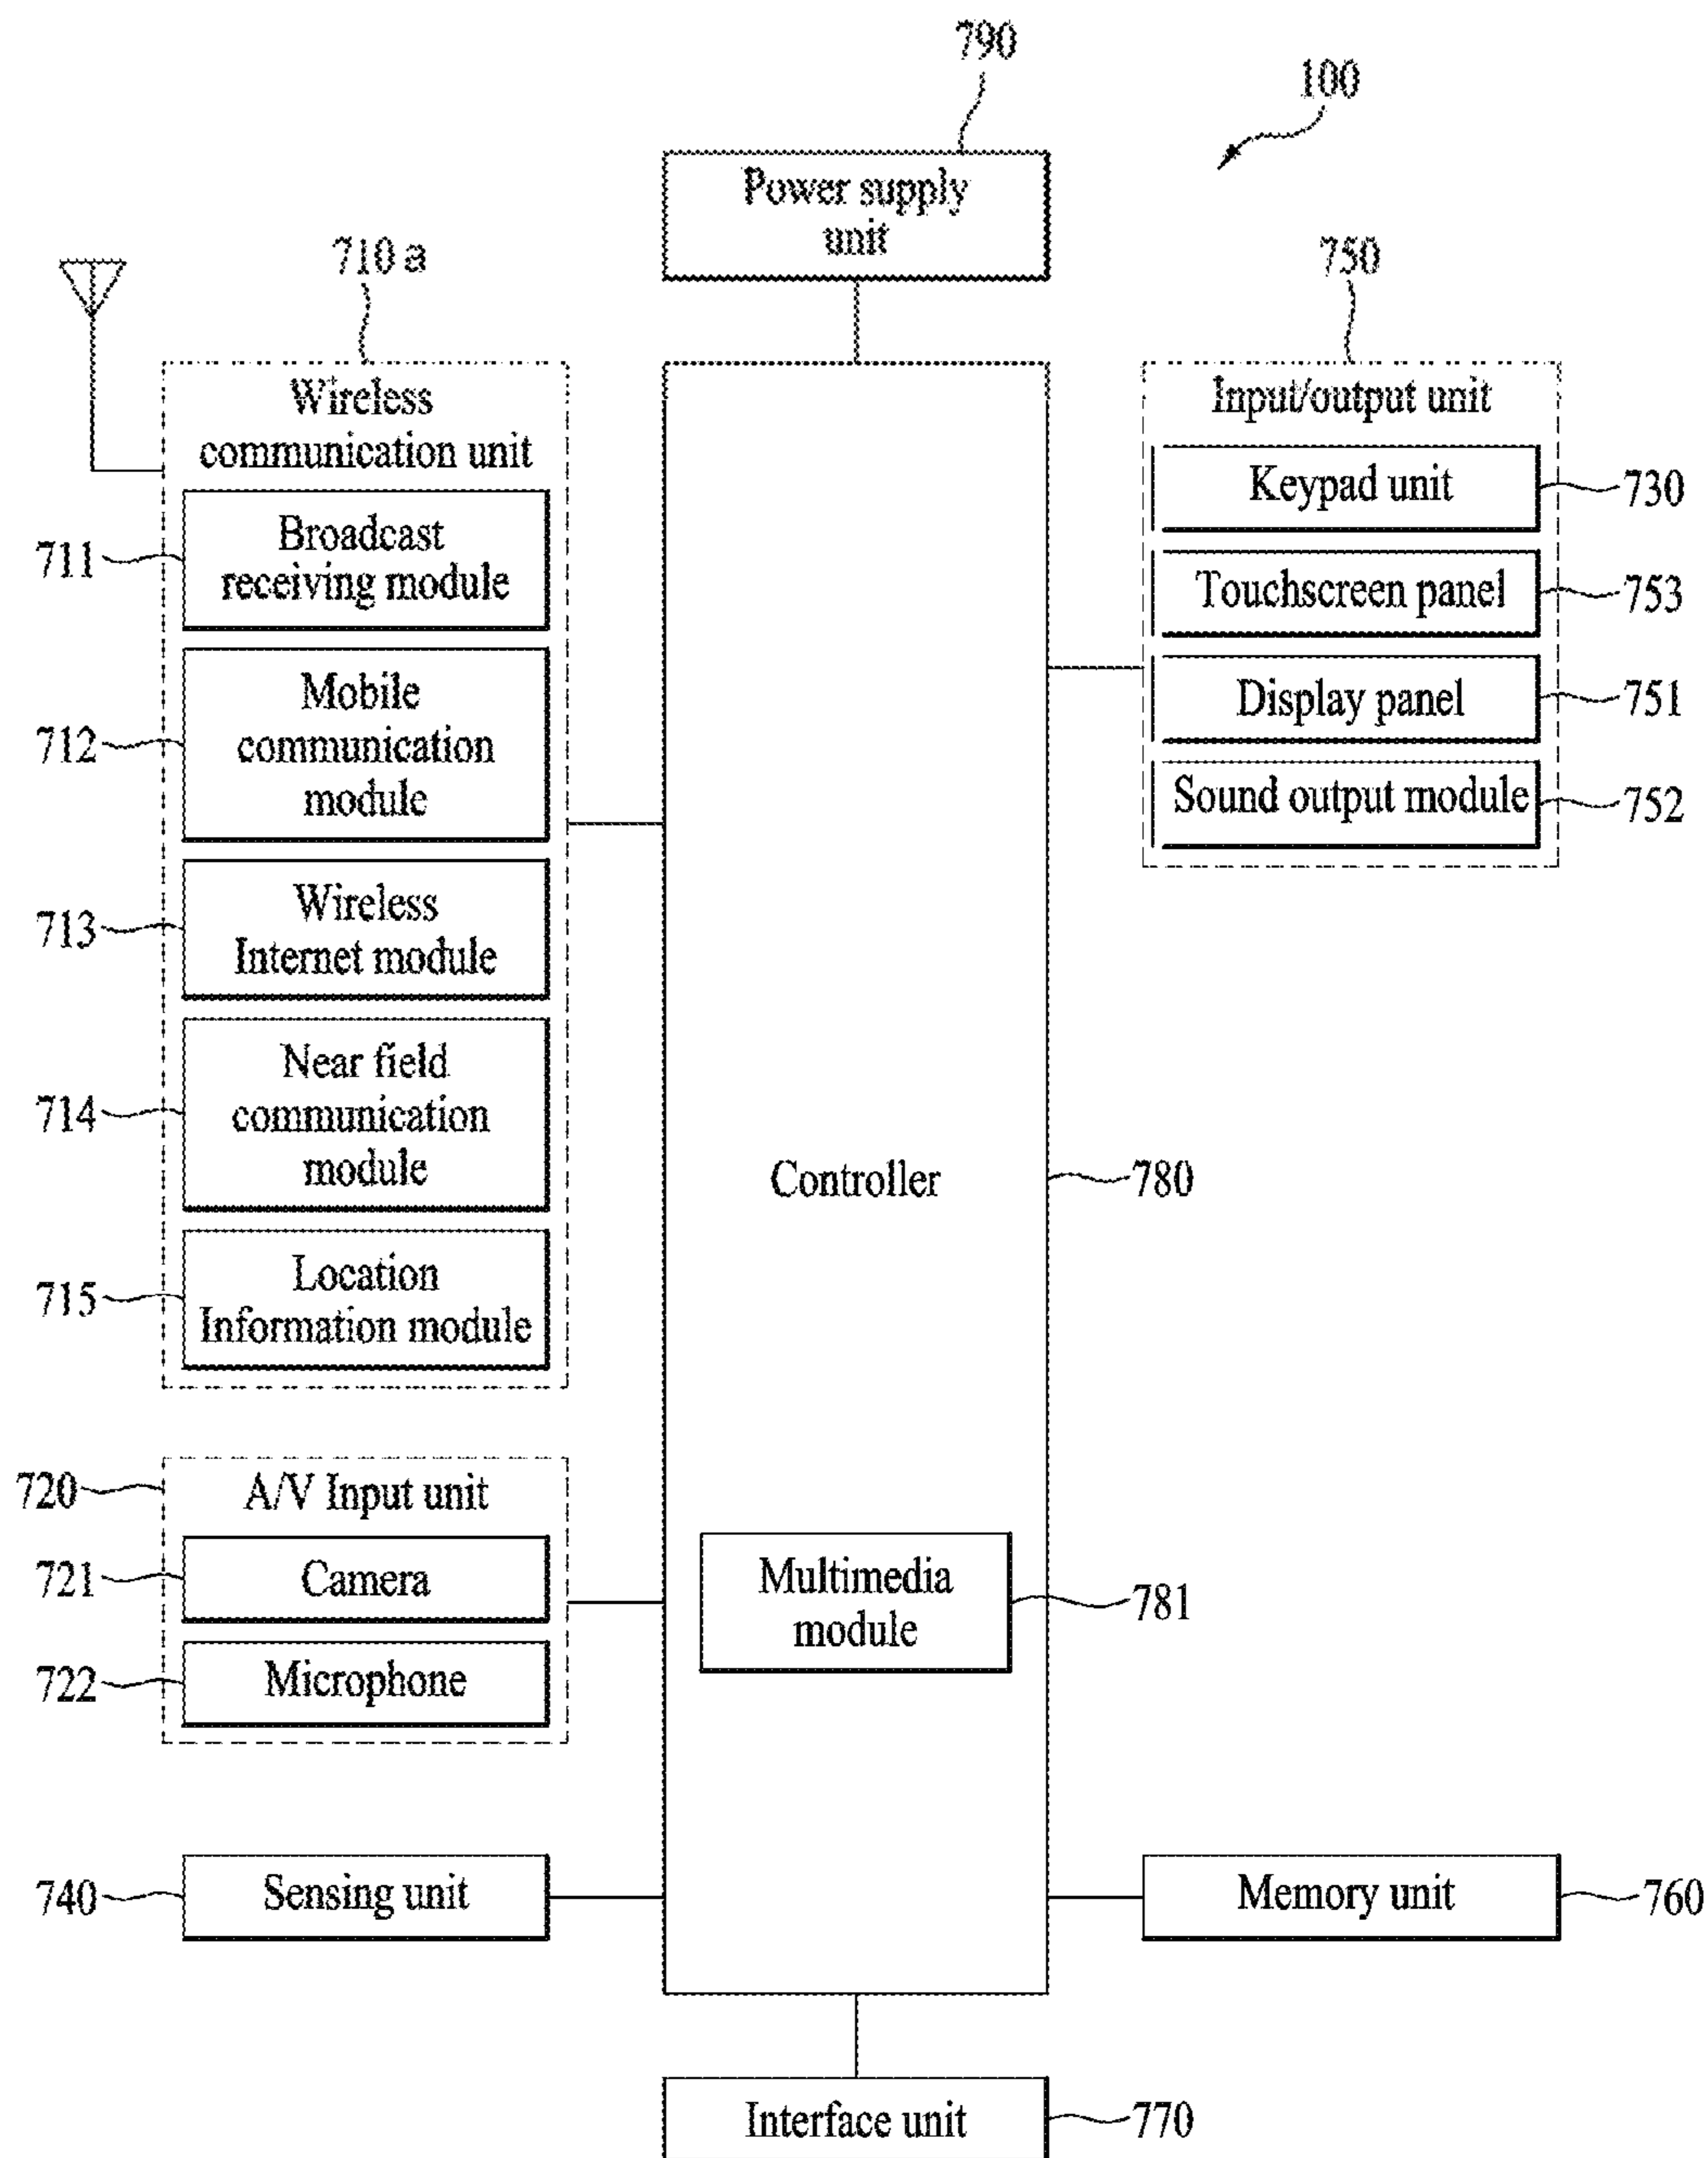 790
100
Power supply
unit
710 a
750
Wireless
communication unit
711
Broadcast
receiving module
712
Mobile
communication
module
713
Wireless
Internet module
714
Near field
communication
module
715
Location
Information module
720
A/V Input unit
721
Camera
722
Microphone
740
Sensing unit
Controller
780
Multimedia
module
781
Input/output unit
Keypad unit
730
Touchscreen panel
753
Display panel
751
Sound output module
752
Memory unit
760
Interface unit
770